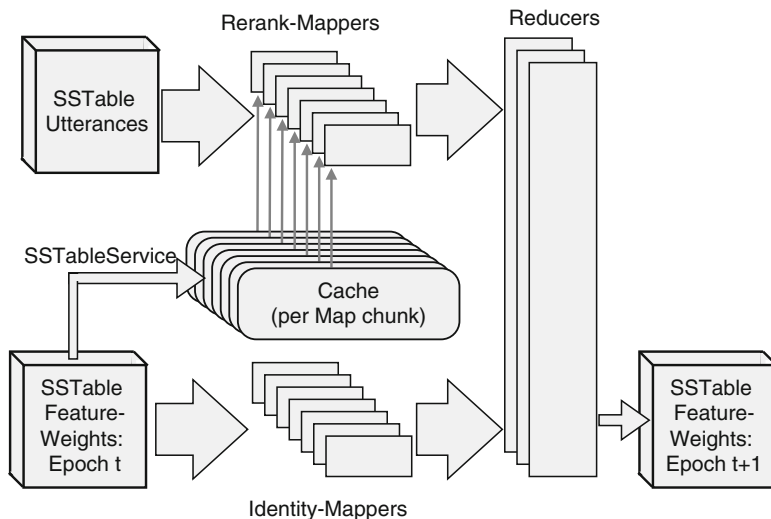 Rerank-Mappers
Reducers
SSTable
Utterances
SSTableService
Cache
(per Map chunk)
SSTable
Feature-
Weights:
Epoch t
SSTable
Feature-
Weights:
Epoch t+1
Identity-Mappers